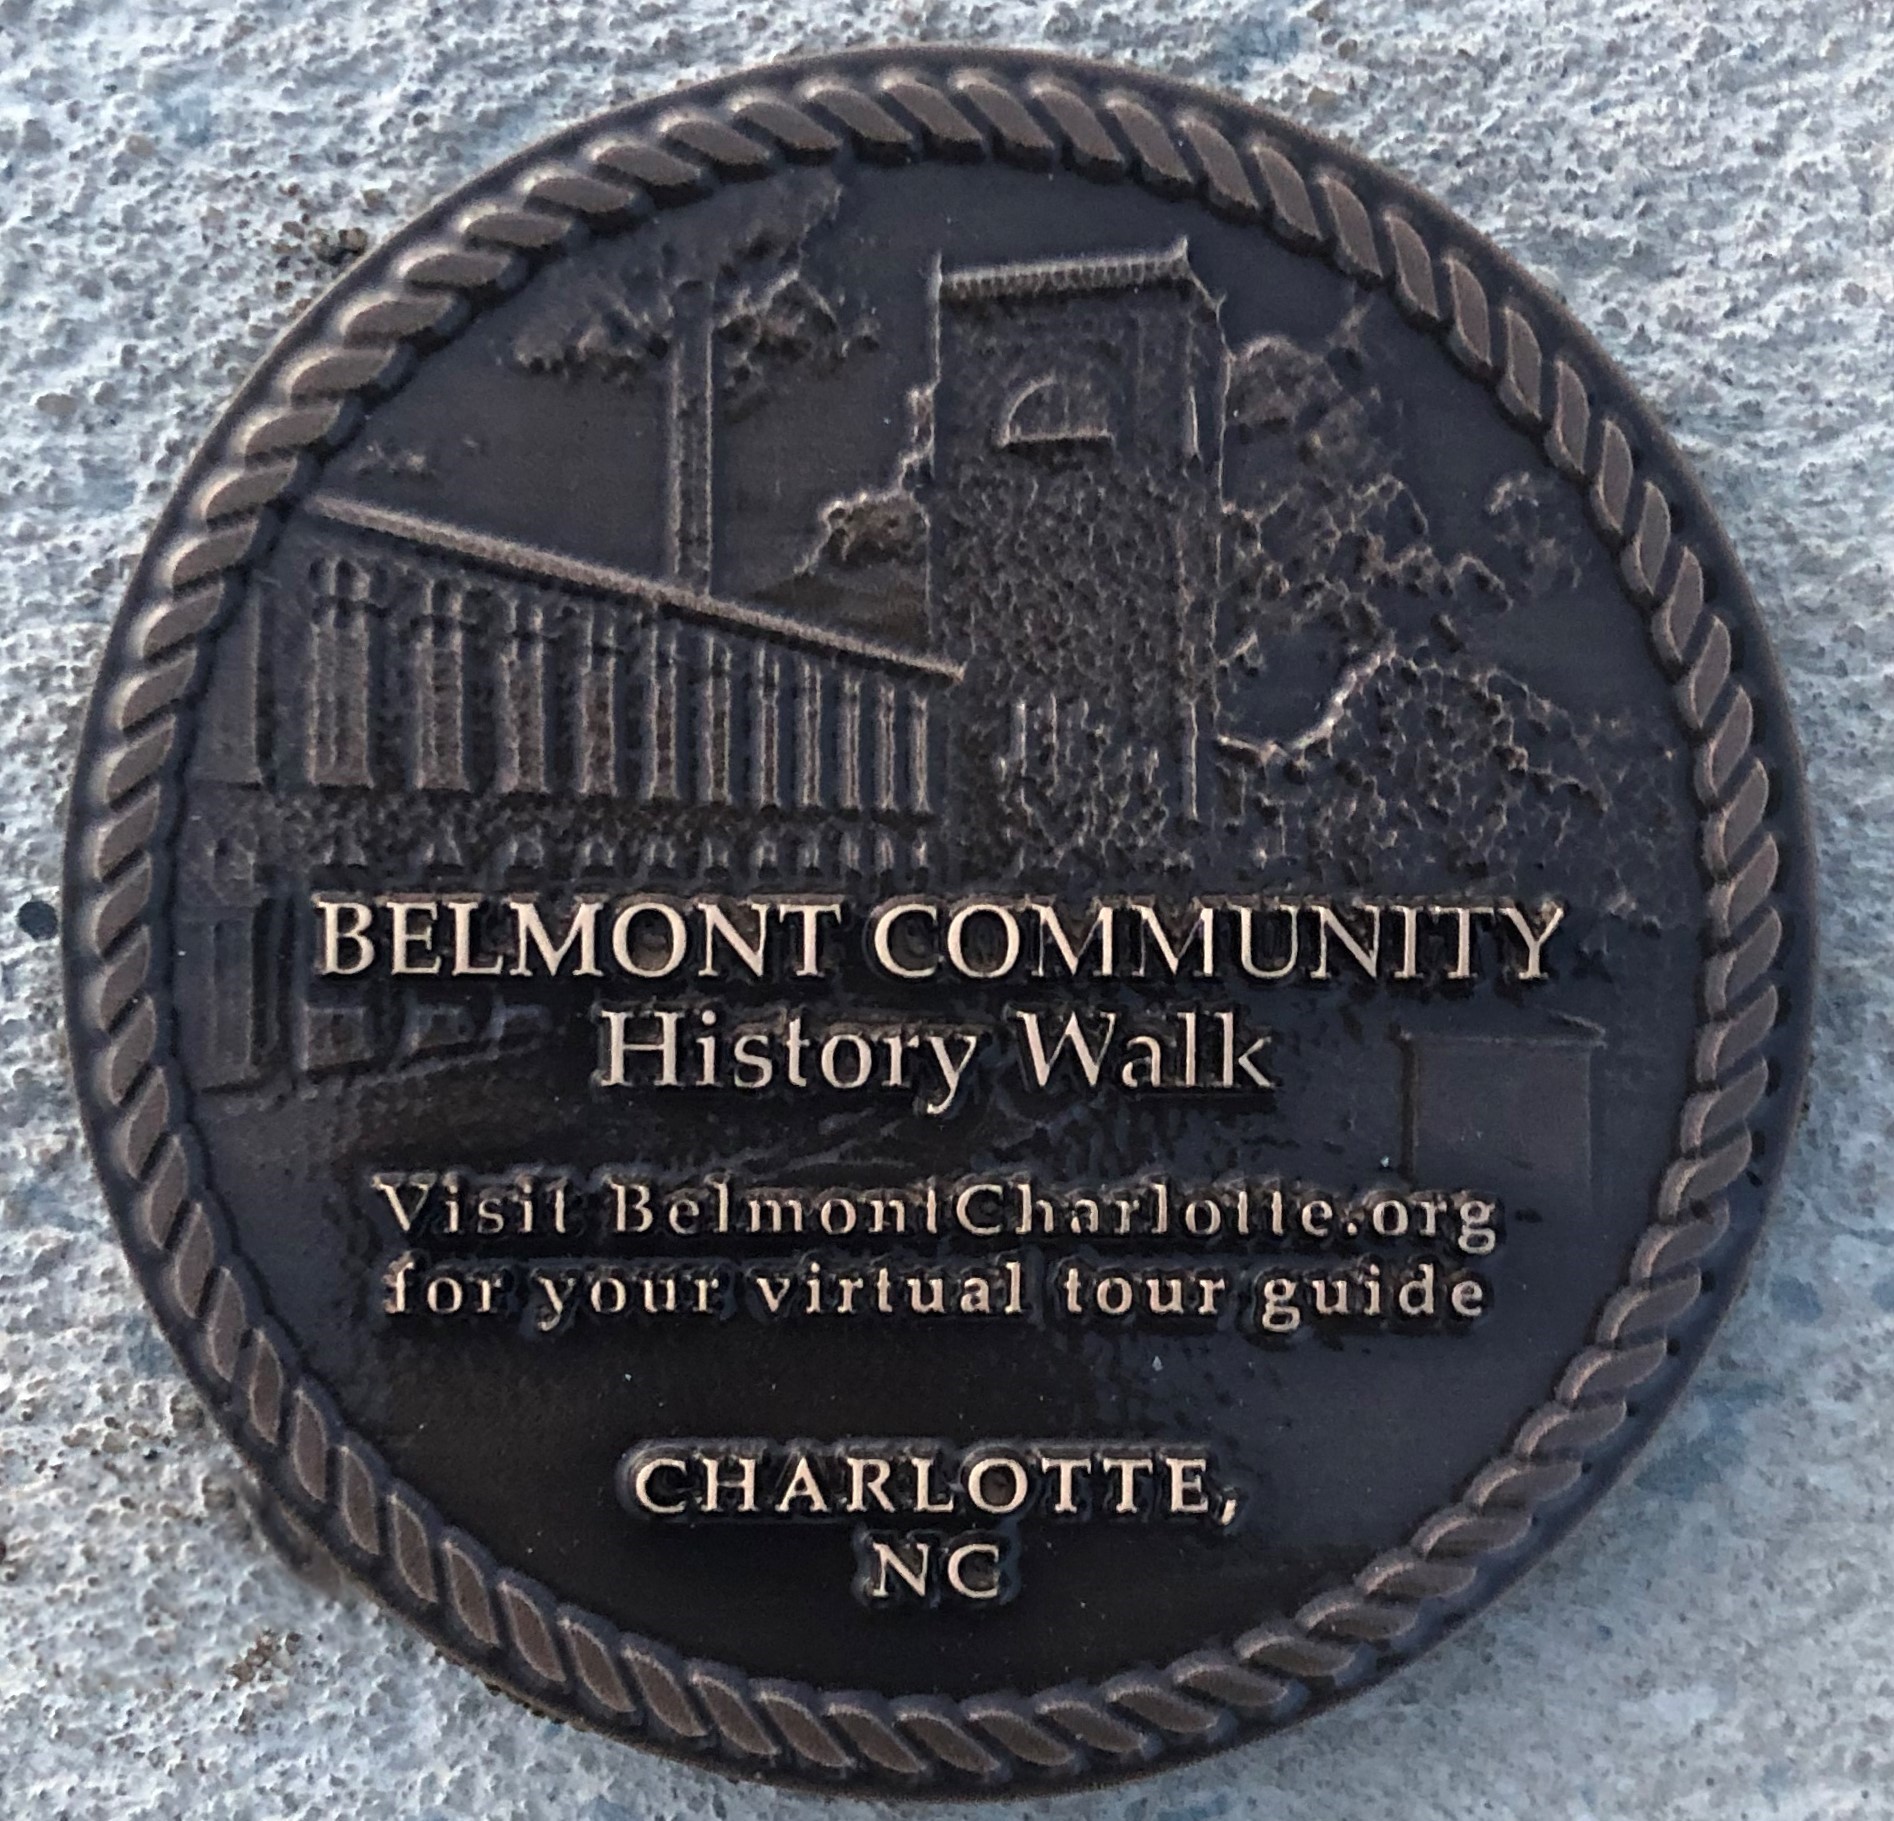 BELMONT COMMUNITY
History Walk
Visit BelmontCharlotte.org
for your virtual tour guide
CHARLOTTE,
NC